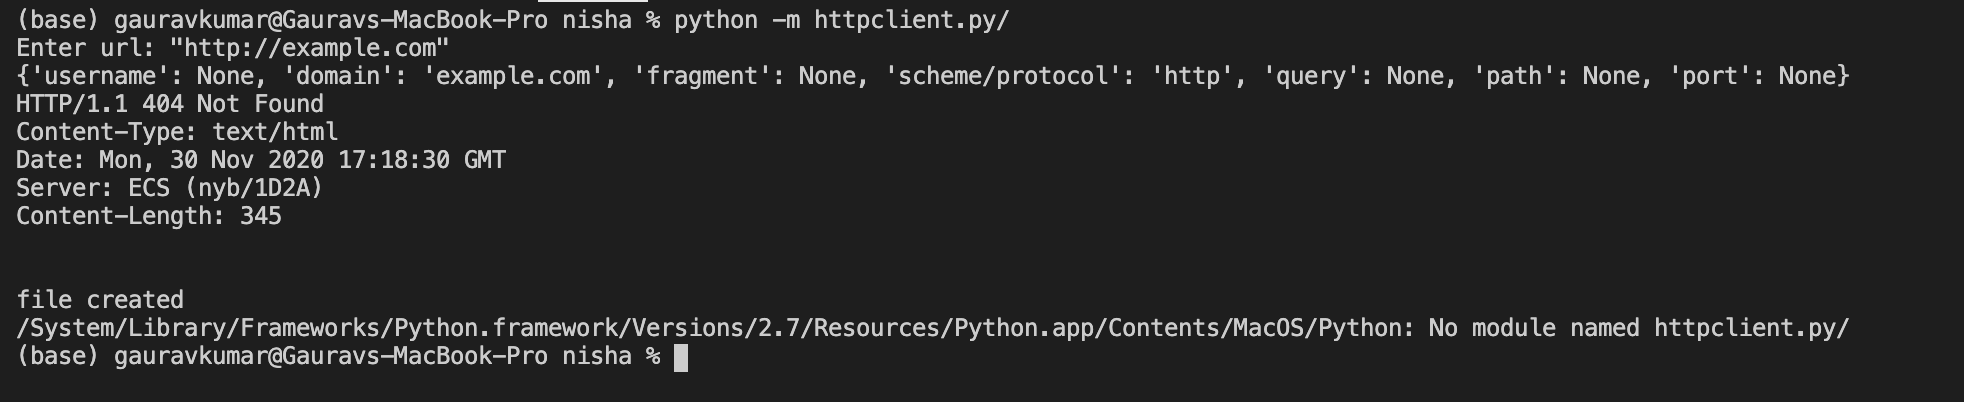 (base) gauravkumar@Gauravs-MacBook-Pro nisha % python -m httpclient.py/
Enter url: "http://example.com"
{'username': None, 'domain': 'example.com', 'fragment': None, 'scheme/protocol': 'http', 'query': None, 'path': None, 'port': None}
HTTP/1.1 404 Not Found
Content-Type: text/html
Date: Mon, 30 Nov 2020 17:18:30 GMT
Server: ECS (nyb/1D2A)
Content-Length: 345
file created
/System/Library/Frameworks/Python.framework/Versions/2.7/Resources/Python.app/Contents/MacOS/Python: No module named httpclient.py/
(base) gauravkumar@Gauravs-MacBook-Pro nisha %